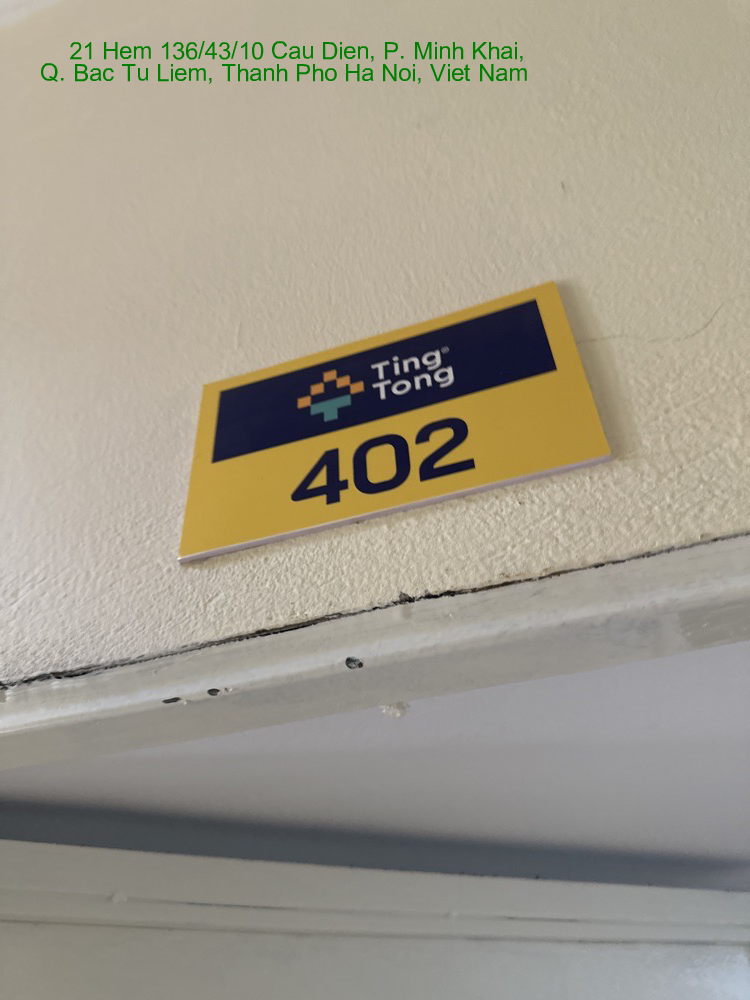 21 Hem 136/43/10 Cau Dien, P. Minh Khai,
Q. Bac Tu Liem, Thanh Pho Ha Noi, Viet Nam
Ting®
Tong
402